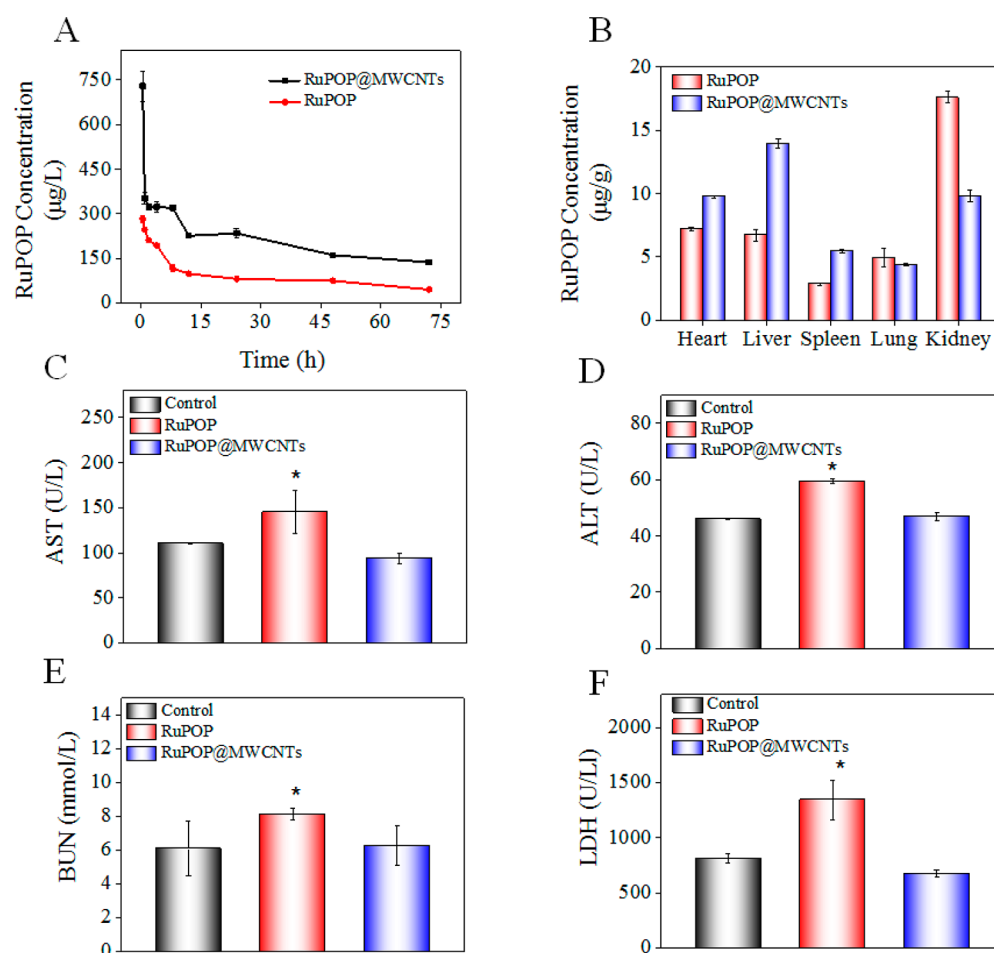 A
RuPOP Concentration
(μg/L)
750
600
450
300
150
0
RuPOP@MWCNTs
RuPOP
0 15 30 45 60 75
Time (h)
B
RuPOP Concentration
(μg/g)
20
15
10
5
0
RuPOP
RuPOP@MWCNTs
Heart Liver Spleen Lung Kidney
C
AST (U/L)
250
200
150
100
50
0
Control
RuPOP
RuPOP@MWCNTs
*
D
ALT (U/L)
80
60
40
20
0
Control
RuPOP
RuPOP@MWCNTs
*
E
BUN (mmol/L)
14
12
10
8
6
4
2
0
Control
RuPOP
RuPOP@MWCNTs
*
F
LDH (U/Ll)
2000
1500
1000
500
0
Control
RuPOP
RuPOP@MWCNTs
*